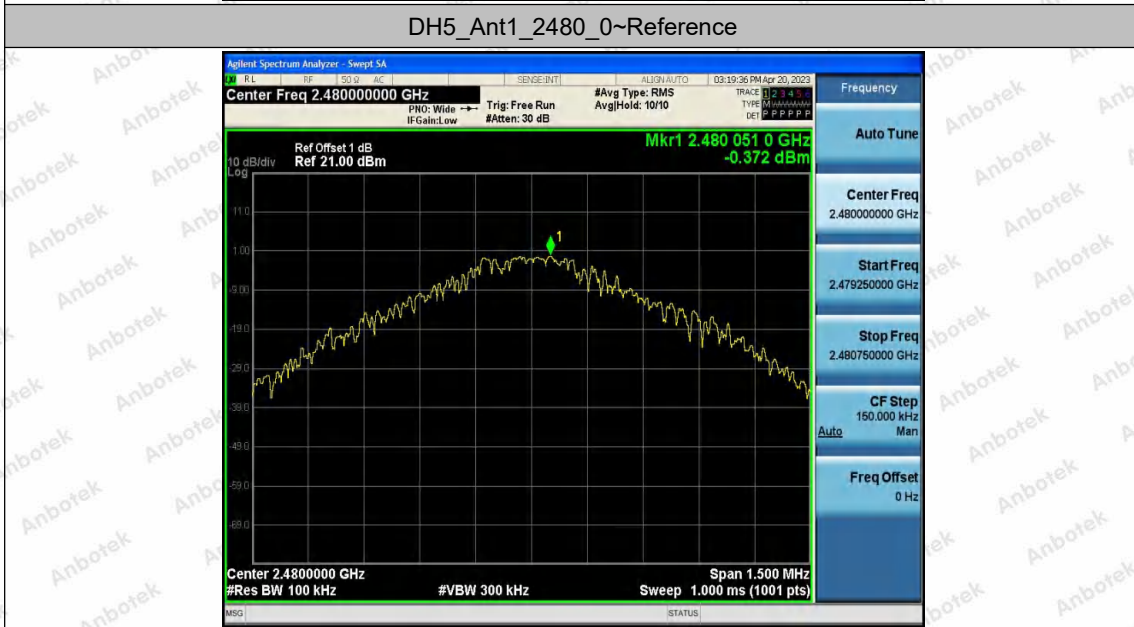 DH5_Ant1_2480_0~Reference
Agilent Spectrum Analyzer - Swept SA
RL RF 50 Ω AC SENSE:INT ALIGN AUTO 03:19:36 PM Apr 20, 2023
Center Freq 2.480000000 GHz
PNO: Wide
IFGain:Low
Trig: Free Run
#Atten: 30 dB
#Avg Type: RMS
Avg|Hold: 10/10
TRACE 1 2 3 4 5 6
TYPE M
DET P P P P P P
Mkr1 2.480 051 0 GHz
-0.372 dBm
Ref Offset 1 dB
10 dB/div Ref 21.00 dBm
Log
11.0
1.00
-9.00
-19.0
-29.0
-39.0
-49.0
-59.0
-69.0
1
Center 2.4800000 GHz
Span 1.500 MHz
#Res BW 100 kHz
#VBW 300 kHz
Sweep 1.000 ms (1001 pts)
MSG
STATUS
Frequency
Auto Tune
Center Freq
2.480000000 GHz
Start Freq
2.479250000 GHz
Stop Freq
2.480750000 GHz
CF Step
150.000 kHz
Auto Man
Freq Offset
0 Hz
Anbotek